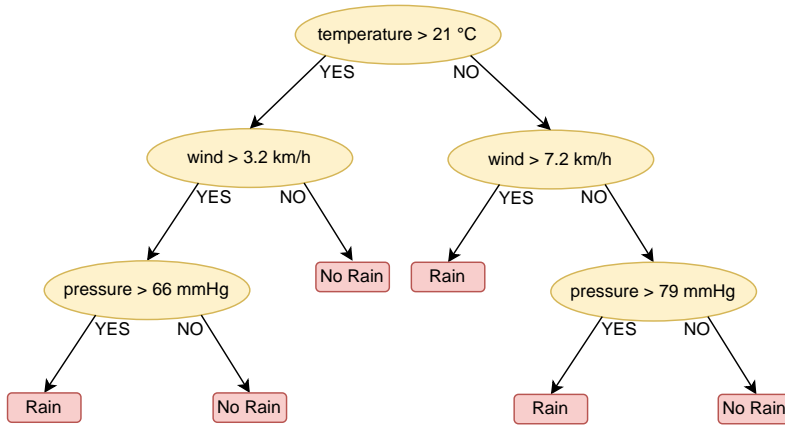 temperature > 21 °C
YES
NO
wind > 3.2 km/h
wind > 7.2 km/h
YES
NO
YES
NO
No Rain
Rain
pressure > 66 mmHg
pressure > 79 mmHg
YES
NO
YES
NO
Rain
No Rain
Rain
No Rain